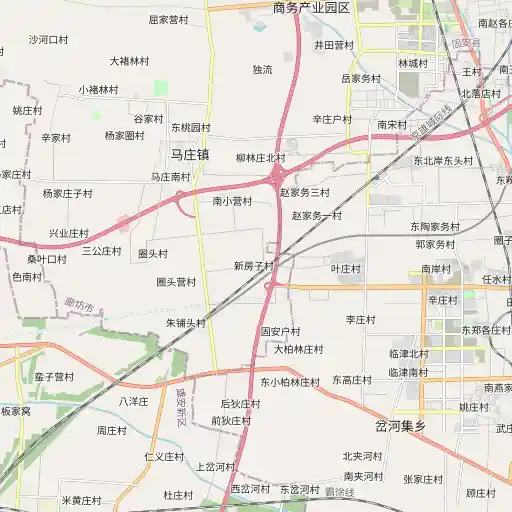 商务产业园区
屈家营村
南赵各庄
沙河口村
井田营村
固安县
大褚林村
林城村
独流
王村
岳家务村
小褚林村
北落店村
姚庄村
谷家村
辛庄户村
南宋村
京雄城际线
辛家村
杨家圈村
东桃园村
马庄镇
柳林庄北村
东北岸东头村
马庄南村
杨家庄子村
赵家务三村
南小营村
赵家务一村
东陶家务村
兴业庄村
郭家务村
三公庄村
圈头村
桑叶口村
新房子村
叶庄村
南岸村
色南村
圈头营村
任水村
廊坊市
辛庄村
朱铺头村
李庄村
固安户村
东郑各庄村
大柏林庄村
临津北村
临津南村
蛮子营村
东小柏林庄村
东高庄村
南燕家
雄安新区
八洋庄
后狄庄村
姚庄村
板家窝
前狄庄村
岔河集乡
周庄村
仁义庄村
北夹河村
上岔河村
南夹河村
张家庄村
米黄庄村
杜庄村
西岔河村
东岔河村
霸徐线
顾庄村